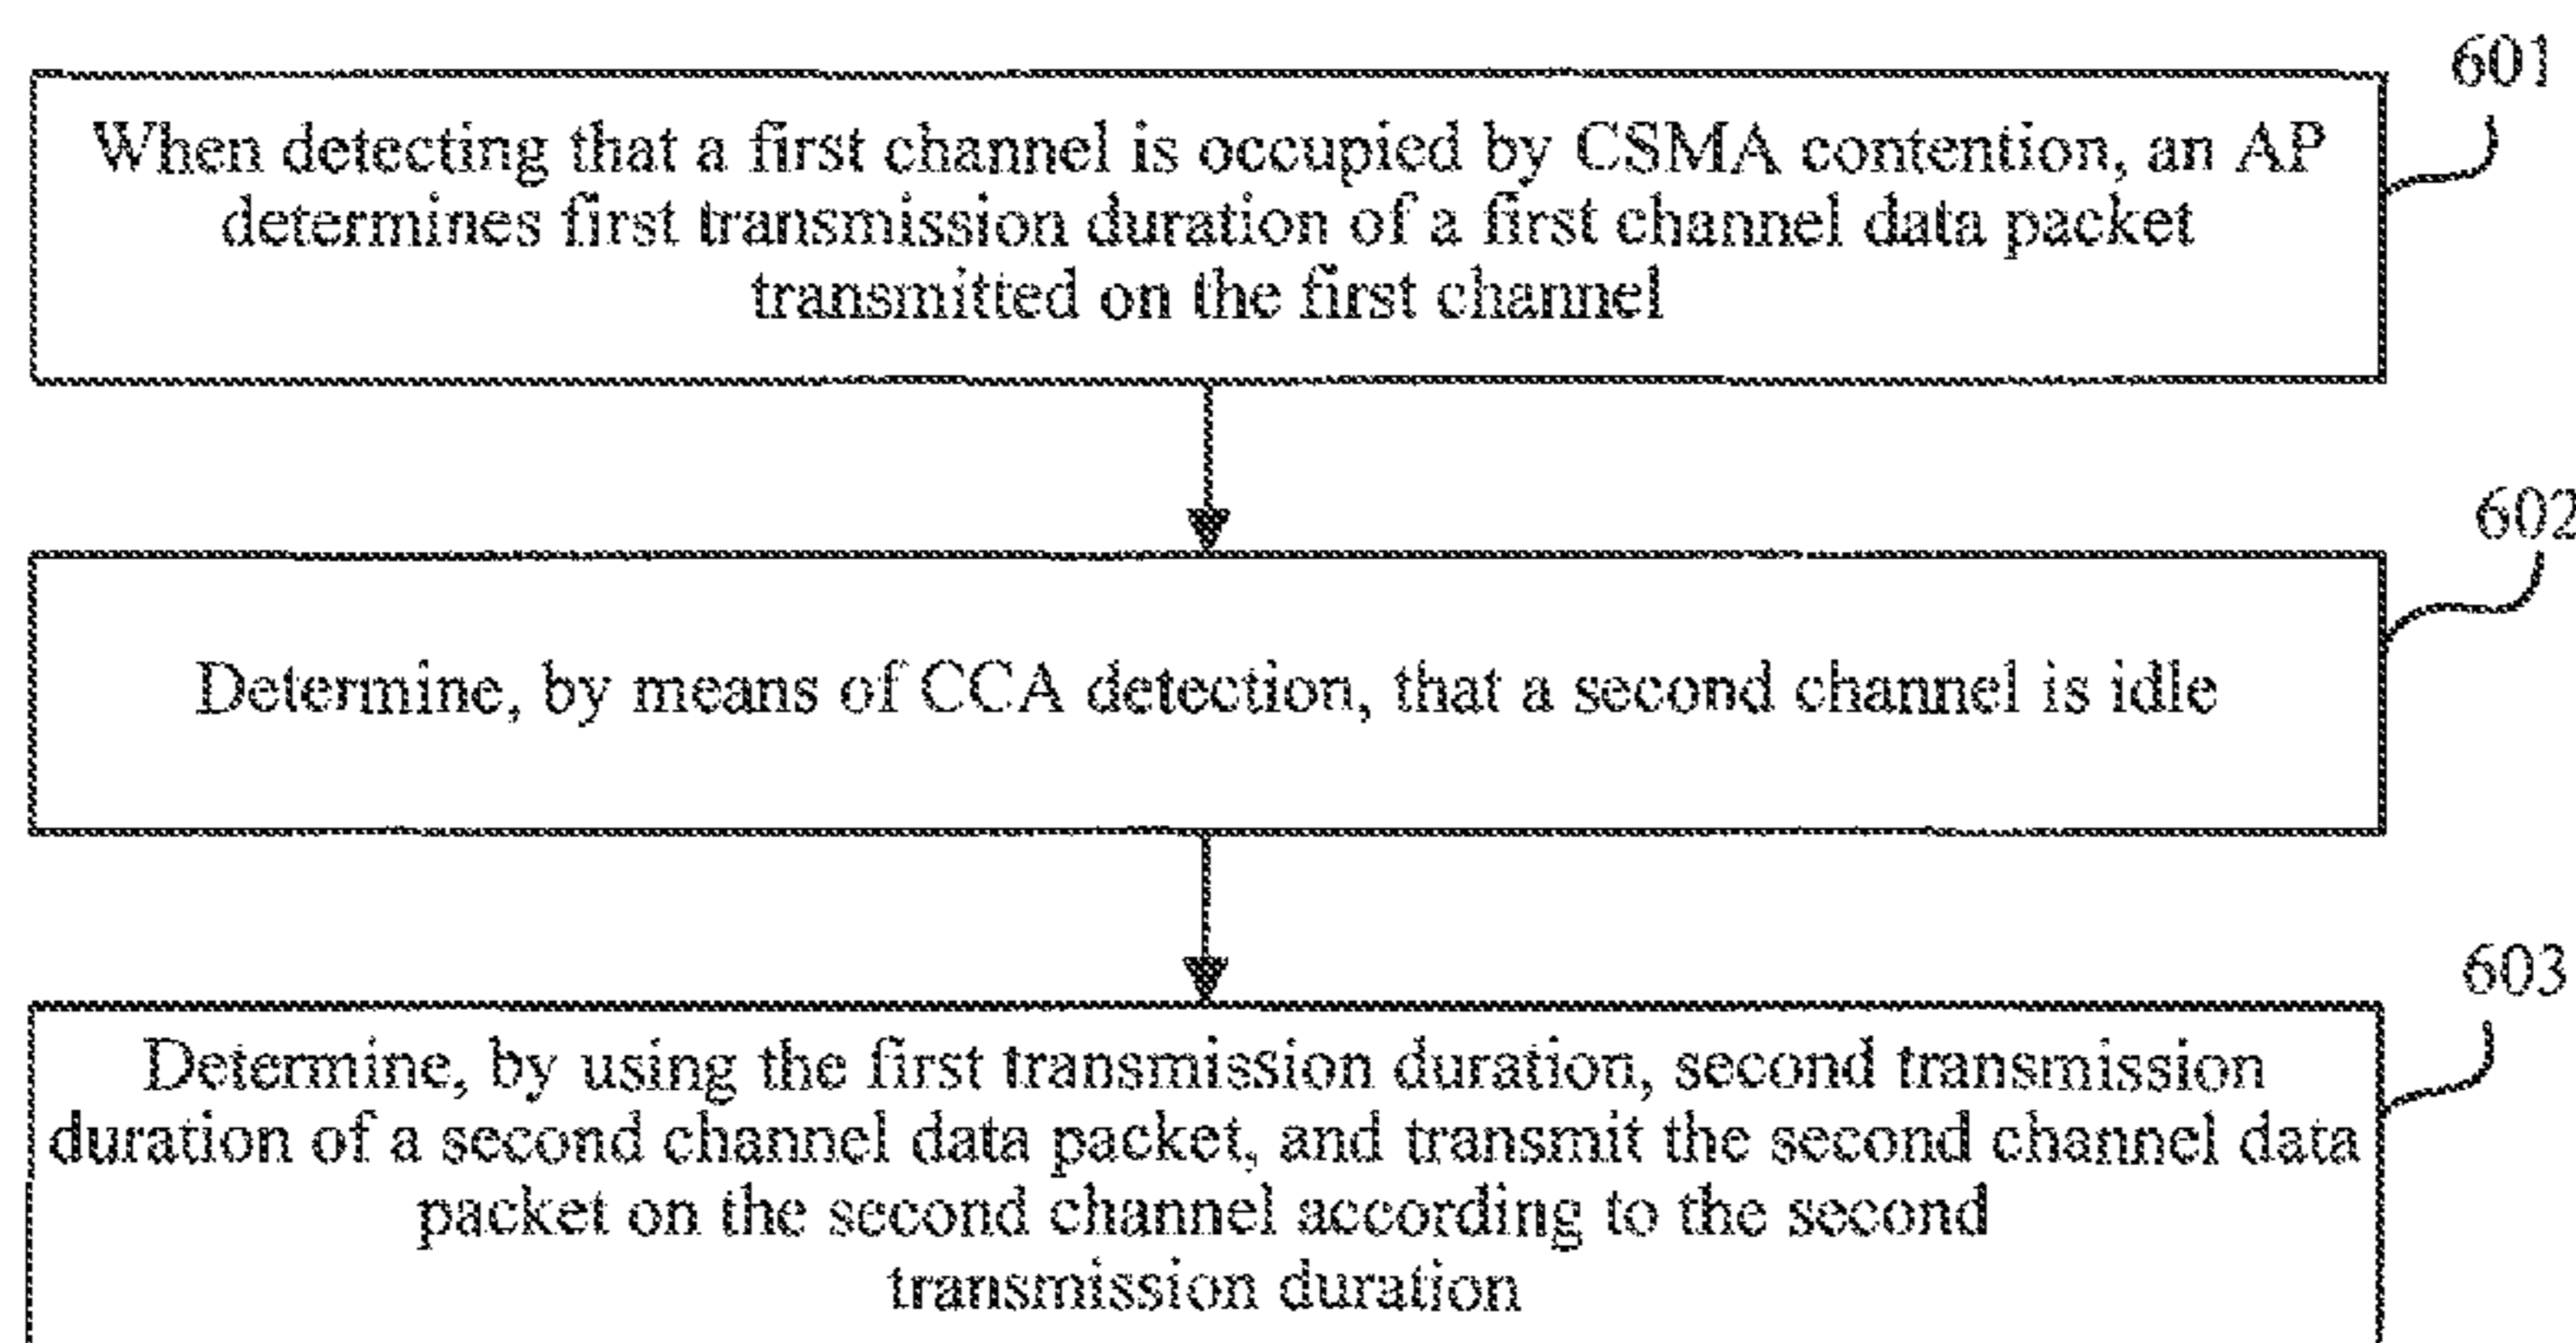 601
When detecting that a first channel is occupied by CSMA contention, an AP
determines first transmission duration of a first channel data packet
transmitted on the first channel
602
Determine, by means of CCA detection, that a second channel is idle
603
Determine, by using the first transmission duration, second transmission
duration of a second channel data packet, and transmit the second channel data
packet on the second channel according to the second
transmission duration